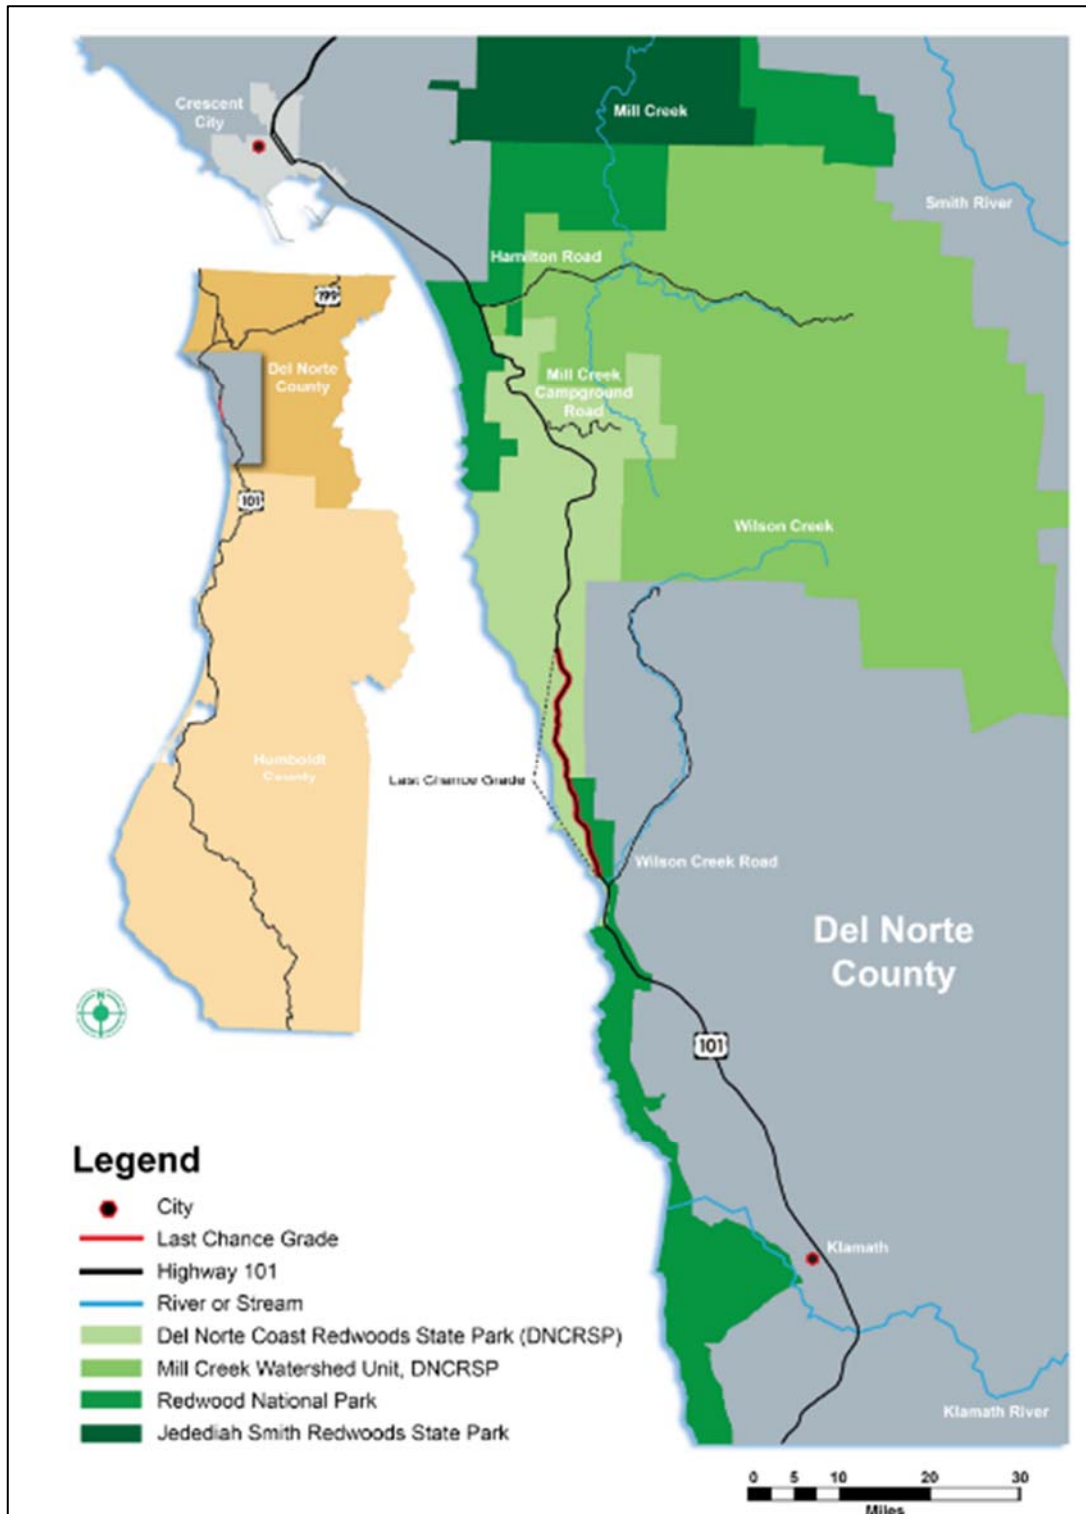 Crescent
City
Mill Creek
Smith River
Hamilton Road
199
Del Norte
County
Mill Creek
Campground
Road
101
Wilson Creek
Humboldt
County
Last Chance Grade
Wilson Creek Road
Del Norte
County
N
101
Legend
City
Last Chance Grade
Highway 101
River or Stream
Del Norte Coast Redwoods State Park (DNCRSP)
Mill Creek Watershed Unit, DNCRSP
Redwood National Park
Jedediah Smith Redwoods State Park
Klamath
Klamath River
0 5 10 20 30
Miles